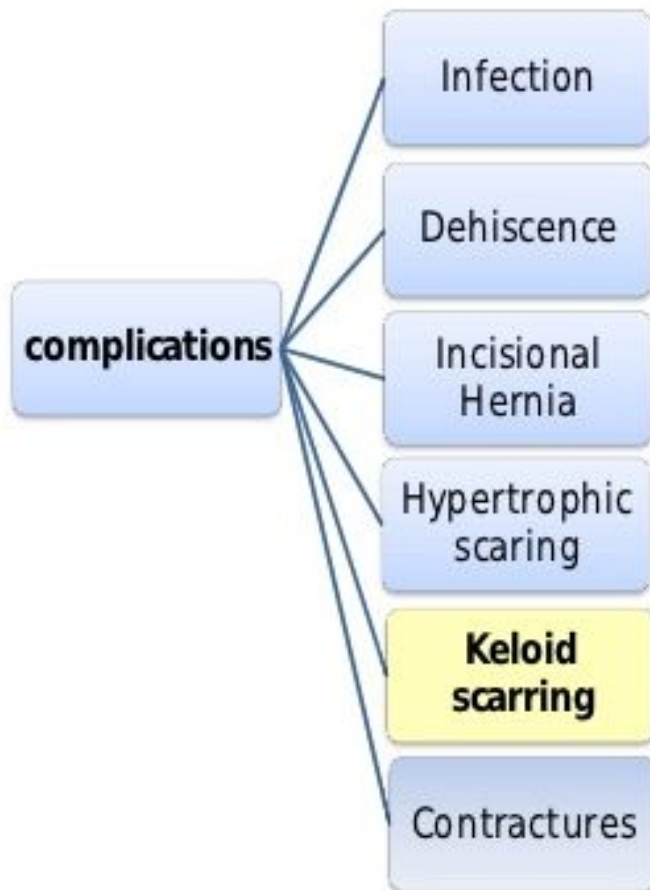 complications
Infection
Dehiscence
Incisional
Hernia
Hypertrophic
scaring
Keloid
scarring
Contractures